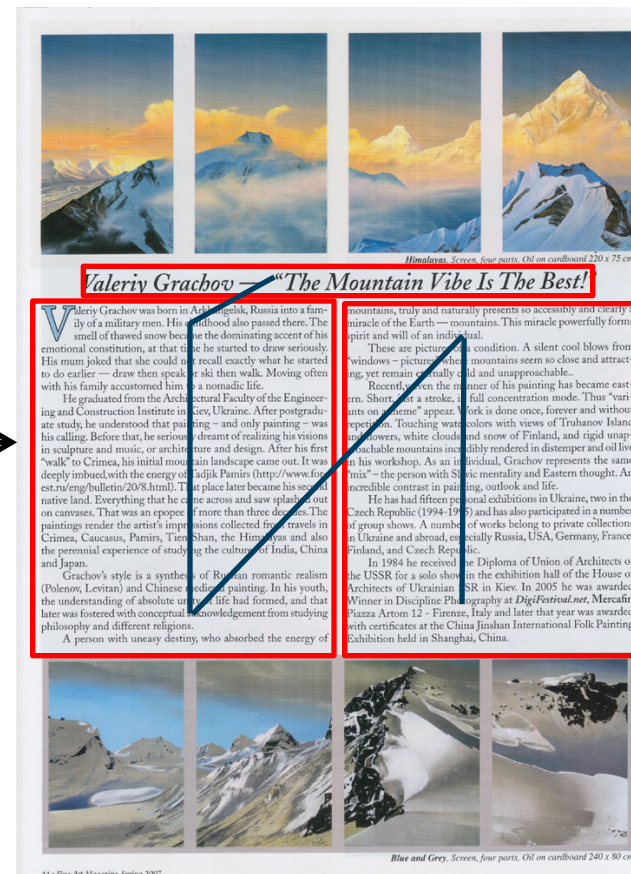 Himalayas, Screen, four parts, Oil on cardboard 220 x 75 cm
Valeriy Grachov — “The Mountain Vibe Is The Best!”
Valeriy Grachov was born in Arkhangelsk, Russia into a fam-
ily of a military men. His childhood also passed there. The
smell of thawed snow became the dominating accent of his
emotional constitution, at that time he started to draw seriously.
His mum joked that she could not recall exactly what he started
to do earlier — draw then speak or ski then walk. Moving often
with his family accustomed him to a nomadic life.
He graduated from the Architectural Faculty of the Engineer-
ing and Construction Institute in Kiev, Ukraine. After postgradu-
ate study, he understood that painting – and only painting – was
his calling. Before that, he seriously dreamt of realizing his visions
in sculpture and music, or architecture and design. After his first
“walk” to Crimea, his initial mountain landscape came out. It was
deeply imbued,with the energy of Tadjik Pamirs (http://www.for
est.ru/eng/bulletin/20/8.html). That place later became his second
native land. Everything that he came across and saw splashed out
on canvases. That was an epopee of more than three decades.The
paintings render the artist's impressions collected from travels in
Crimea, Caucasus, Pamirs, Tien Shan, the Himalayas and also
the perennial experience of studying the culture of India, China
and Japan.
Grachov's style is a synthesis of Russian romantic realism
(Polenov, Levitan) and Chinese medieval painting. In his youth,
the understanding of absolute unity of life had formed, and that
later was fostered with conceptual acknowledgement from studying
philosophy and different religions.
A person with uneasy destiny, who absorbed the energy of
mountains, truly and naturally presents so accessibly and clearly a
miracle of the Earth — mountains. This miracle powerfully forms
spirit and will of an individual.
These are pictures of a condition. A silent cool blows from
“windows – pictures” where mountains seem so close and attract-
ing, yet remain eternally cold and unapproachable..
Recently, even the manner of his painting has became east-
ern. Short, just a stroke, in full concentration mode. Thus “vari-
ants on a theme” appear. Work is done once, forever and without
repetition. Touching water colors with views of Truhanov Island
and flowers, white clouds and snow of Finland, and rigid unap-
proachable mountains incredibly rendered in distemper and oil live
in his workshop. As an individual, Grachov represents the same
“mix” – the person with Slavic mentality and Eastern thought. An
incredible contrast in painting, outlook and life.
He has had fifteen personal exhibitions in Ukraine, two in the
Czech Republic (1994-1995) and has also participated in a number
of group shows. A number of works belong to private collections
in Ukraine and abroad, especially Russia, USA, Germany, France,
Finland, and Czech Republic.
In 1984 he received the Diploma of Union of Architects of
the USSR for a solo show in the exhibition hall of the House of
Architects of Ukrainian SSR in Kiev. In 2005 he was awarded
Winner in Discipline Photography at DigiFestival.net, Mercafir
Piazza Artom 12 - Firenze, Italy and later that year was awarded
with certificates at the China Jinshan International Folk Painting
Exhibition held in Shanghai, China.
Blue and Grey, Screen, four parts, Oil on cardboard 240 x 80 cm
Fine Art Magazine Spring 2007